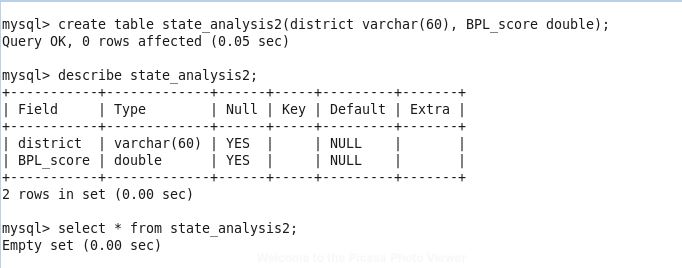 mysql> create table state_analysis2(district varchar(60), BPL_score double);
Query OK, 0 rows affected (0.05 sec)
mysql> describe state_analysis2;
+-----------+-------------+------+-----+---------+-------+
| Field     | Type        | Null | Key | Default | Extra |
+-----------+-------------+------+-----+---------+-------+
| district  | varchar(60) | YES  |     | NULL    |       |
| BPL_score | double      | YES  |     | NULL    |       |
+-----------+-------------+------+-----+---------+-------+
2 rows in set (0.00 sec)
mysql> select * from state_analysis2;
Empty set (0.00 sec)
Welcome to the Picasa Photo Viewer